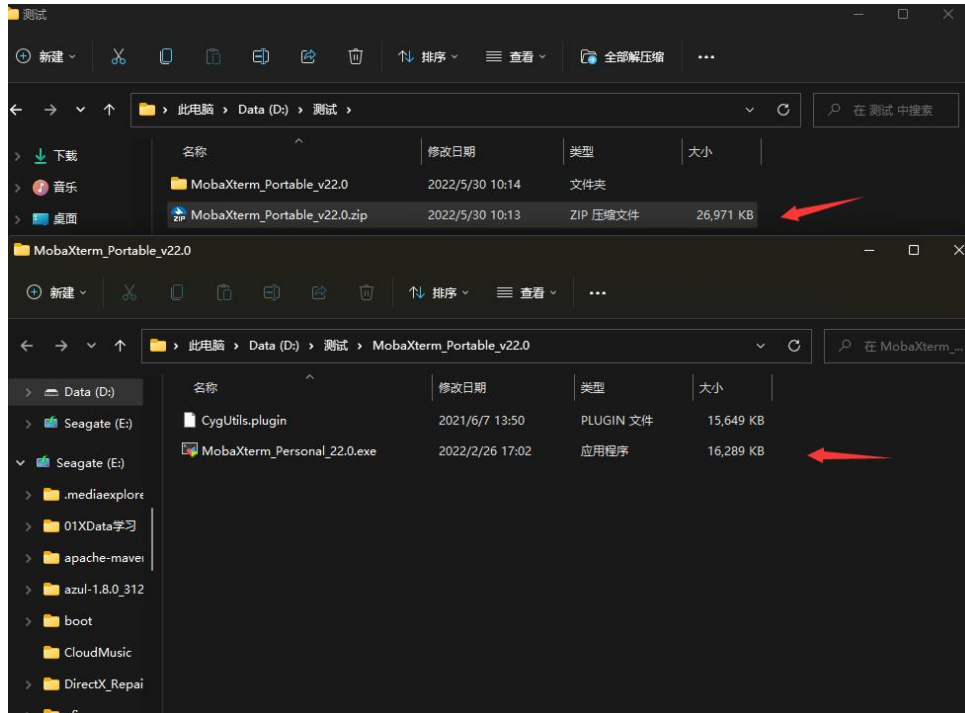 测试
新建
排序 查看 全部解压缩
此电脑 Data (D:) 测试 在 测试 中搜索
下载
音乐
桌面
名称 修改日期 类型 大小
MobaXterm_Portable_v22.0 2022/5/30 10:14 文件夹
ZIP MobaXterm_Portable_v22.0.zip 2022/5/30 10:13 ZIP 压缩文件 26,971 KB
MobaXterm_Portable_v22.0
新建 排序 查看
此电脑 Data (D:) 测试 MobaXterm_Portable_v22.0 在 MobaXterm_...
Data (D:)
Seagate (E:)
Seagate (E:)
.mediaexplore
01XData学习
apache-maven
azul-1.8.0_312
boot
CloudMusic
DirectX_Repai
名称 修改日期 类型 大小
CygUtils.plugin 2021/6/7 13:50 PLUGIN 文件 15,649 KB
MobaXterm_Personal_22.0.exe 2022/2/26 17:02 应用程序 16,289 KB